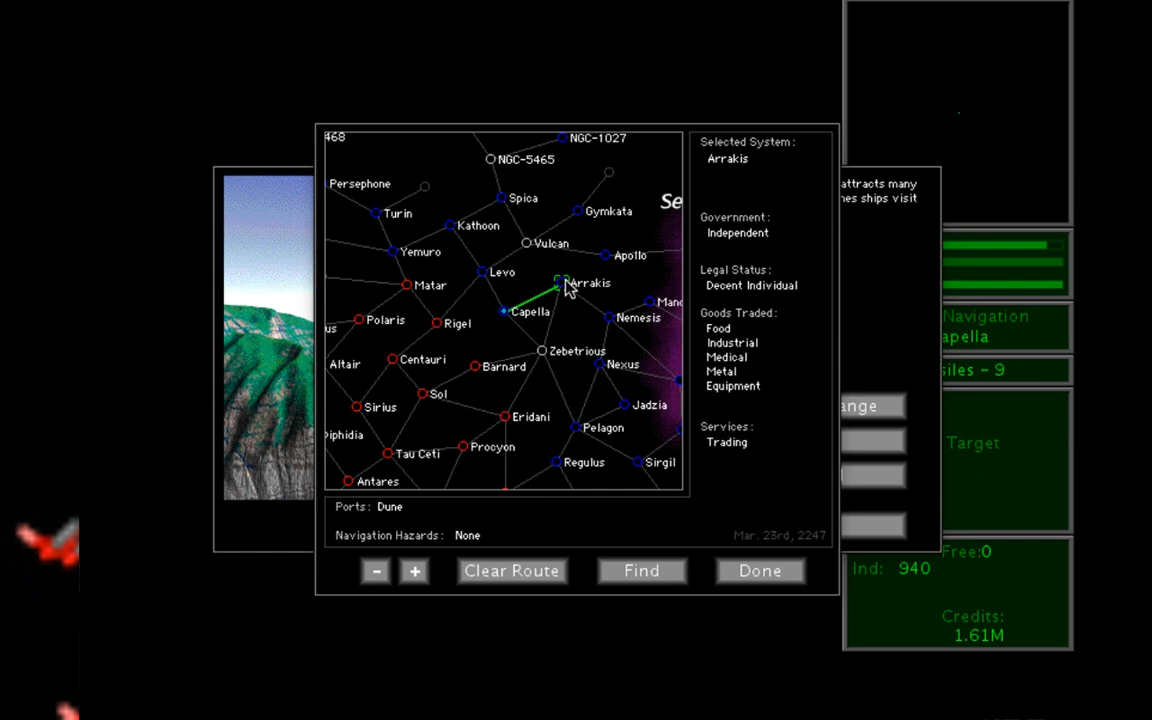 468
NGC-1027
NGC-5465
Persephone
Spica
Turin
Gymkata
Kathoon
Vulcan
Yemuro
Apollo
Levo
Matar
Arrakis
Capella
Polaris
Rigel
Nemesis
Zebetrious
Altair
Centauri
Barnard
Nexus
Sol
Sirius
Jadzia
Eridani
Pelagon
Diphidia
Tau Ceti
Procyon
Regulus
Sirgil
Antares
Se
Manc
us
Selected System:
Arrakis
Government:
Independent
Legal Status:
Decent Individual
Goods Traded:
Food
Industrial
Medical
Metal
Equipment
Services:
Trading
Ports: Dune
Navigation Hazards: None
Mar. 23rd, 2247
-
+
Clear Route
Find
Done
attracts many
nes ships visit
ange
Navigation
apella
siles - 9
Target
Free:0
Ind: 940
Credits:
1.61M